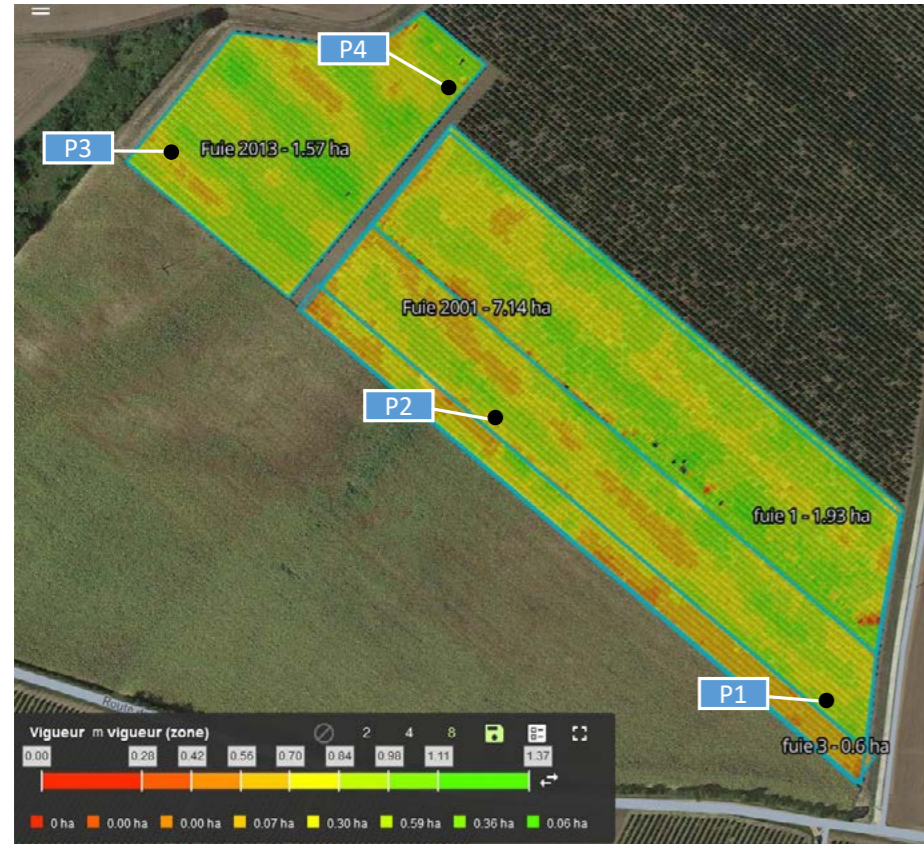 P4
P3
Fuie 2013 - 1.57 ha
Fuie 2001 - 7.14 ha
P2
fuie 1 - 1.93 ha
P1
fuie 3 - 0.6 ha
Route
Vigueur m vigueur (zone) 2 4 8
0.00 0.28 0.42 0.56 0.70 0.84 0.98 1.11 1.37
0 ha 0.00 ha 0.00 ha 0.07 ha 0.30 ha 0.59 ha 0.36 ha 0.06 ha